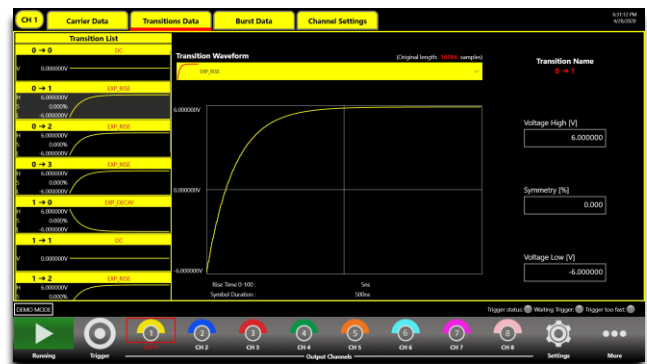 CH 1
Carrier Data
Transitions Data
Burst Data
Channel Settings
6:31:12 PM
4/28/2021
Transition List
0 → 0 DC
V 0.000000V
0 → 1 EXP_RISE
H 6.000000V
S 0.000%
L -6.000000V
0 → 2 EXP_RISE
H 6.000000V
S 0.000%
L -6.000000V
0 → 3 EXP_RISE
H 6.000000V
S 0.000%
L -6.000000V
1 → 0 EXP_DECAY
H 6.000000V
S 0.000%
L -6.000000V
1 → 1 DC
V 0.000000V
1 → 2 EXP_RISE
H 6.000000V
S 0.000%
Transition Waveform
(Original length: 16394 samples)
EXP_RISE
6.000000V
0.000000V
-6.000000V
Rise Time 0-100 : 5ns
Symbol Duration : 500ns
Transition Name
0 → 1
Voltage High [V]
6.000000
Symmetry [%]
0.000
Voltage Low [V]
-6.000000
DEMO MODE
Trigger status: Waiting Trigger: Trigger too fast:
1 2 3 4 5 6 7 8
Running Trigger CH 1 CH 2 CH 3 CH 4 CH 5 CH 6 CH 7 CH 8 Settings More
Output Channels